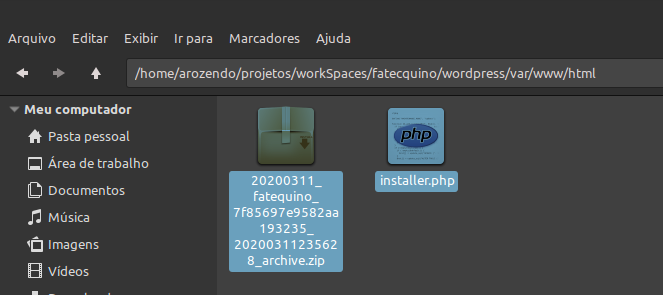 Arquivo Editar Exibir Ir para Marcadores Ajuda
/home/arozendo/projetos/workSpaces/fatecquino/wordpress/var/www/html
Meu computador
Pasta pessoal
Área de trabalho
Documentos
Música
Imagens
Vídeos
php
20200311_
fatequino_
7f85697e9582aa
193235_
2020031123562
8_archive.zip
installer.php